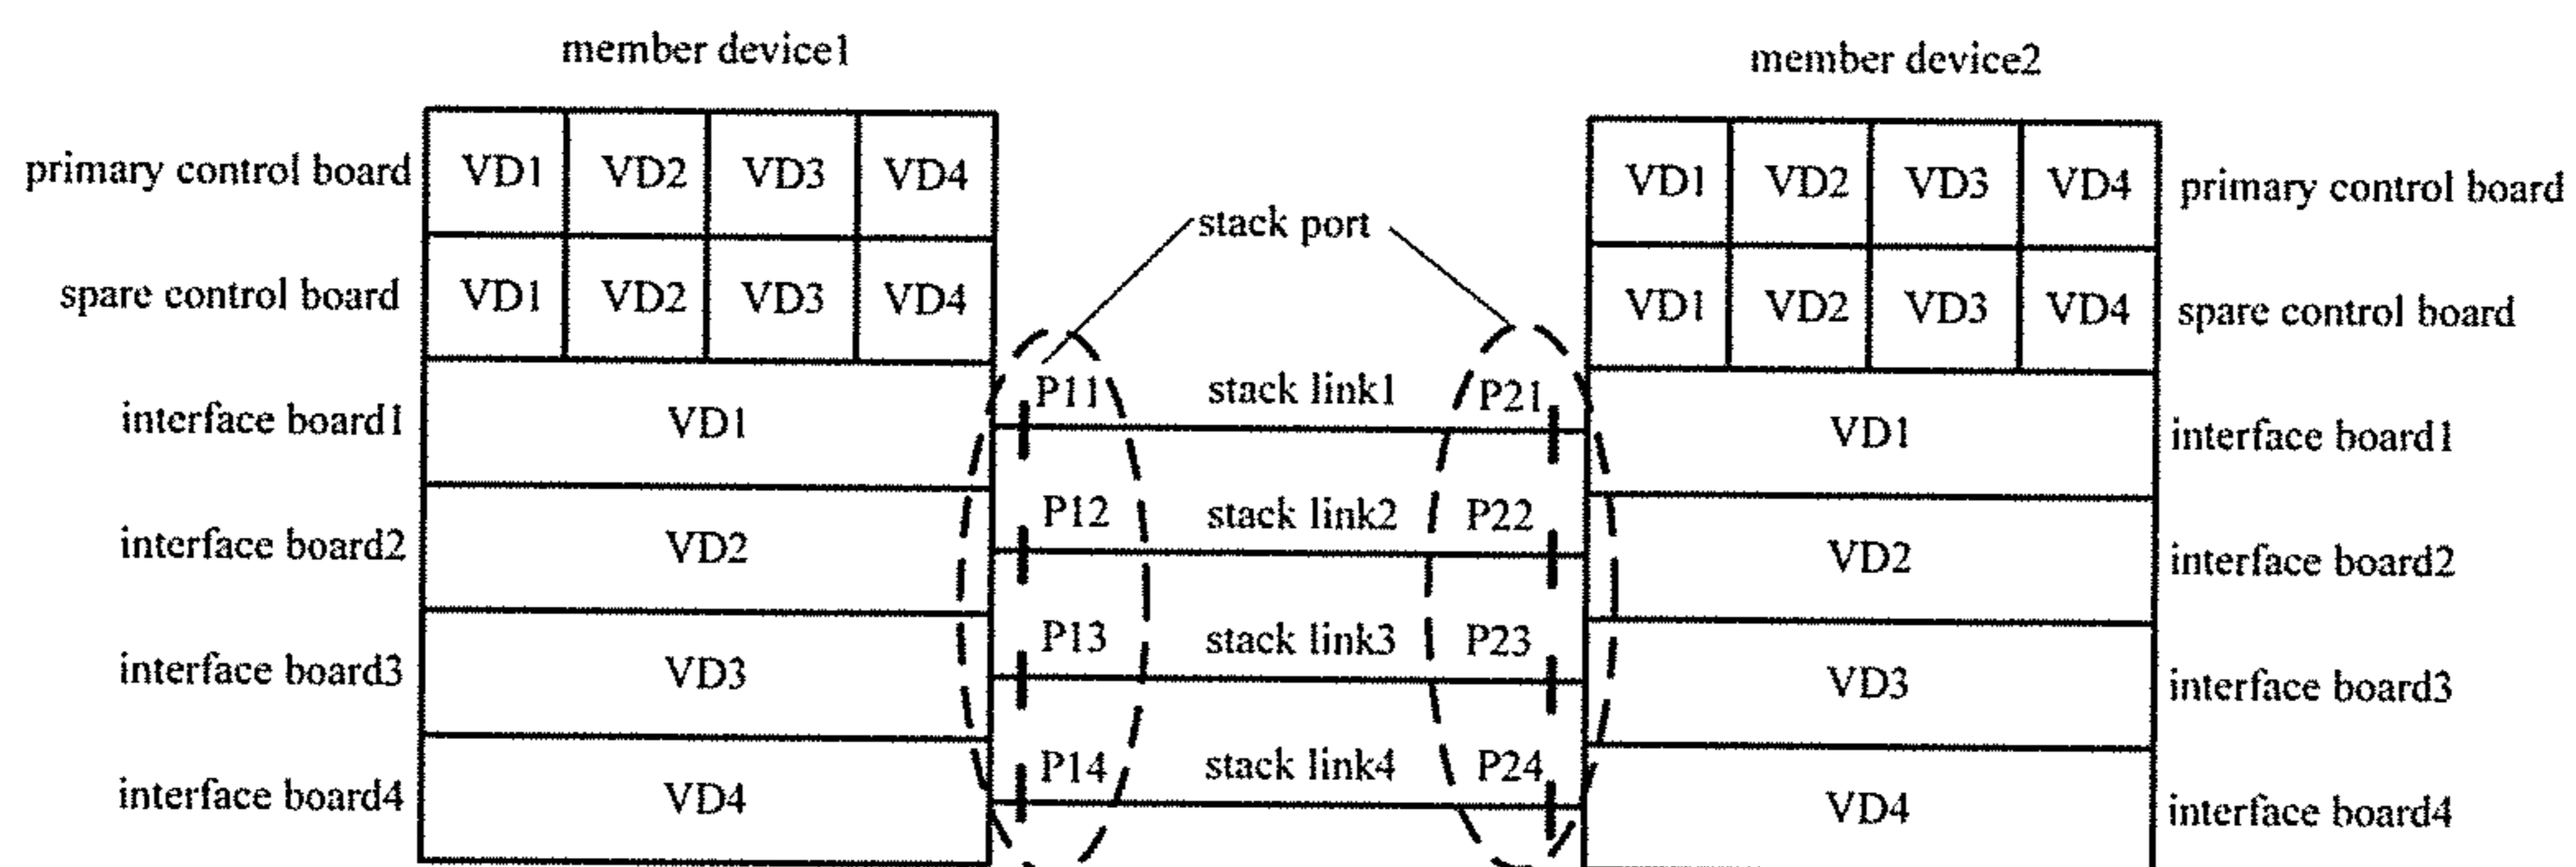 member device1
member device2
primary control board VD1 VD2 VD3 VD4
VD1 VD2 VD3 VD4 primary control board
stack port
spare control board VD1 VD2 VD3 VD4
VD1 VD2 VD3 VD4 spare control board
interface board1 VD1 P11 stack link1 P21 VD1 interface board1
interface board2 VD2 P12 stack link2 P22 VD2 interface board2
interface board3 VD3 P13 stack link3 P23 VD3 interface board3
interface board4 VD4 P14 stack link4 P24 VD4 interface board4